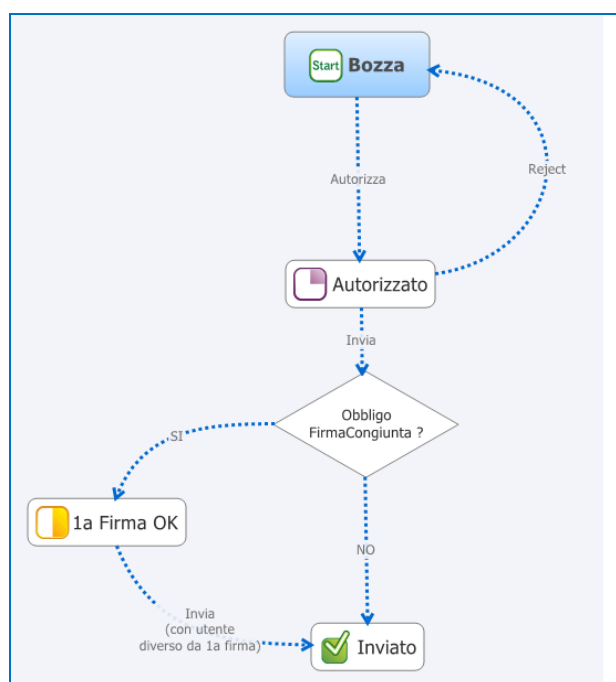 Start Bozza
Autorizza
Reject
Autorizzato
Invia
Obbligo
FirmaCongiunta ?
SI
1a Firma OK
NO
Invia
(con utente
diverso da 1a firma)
Inviato